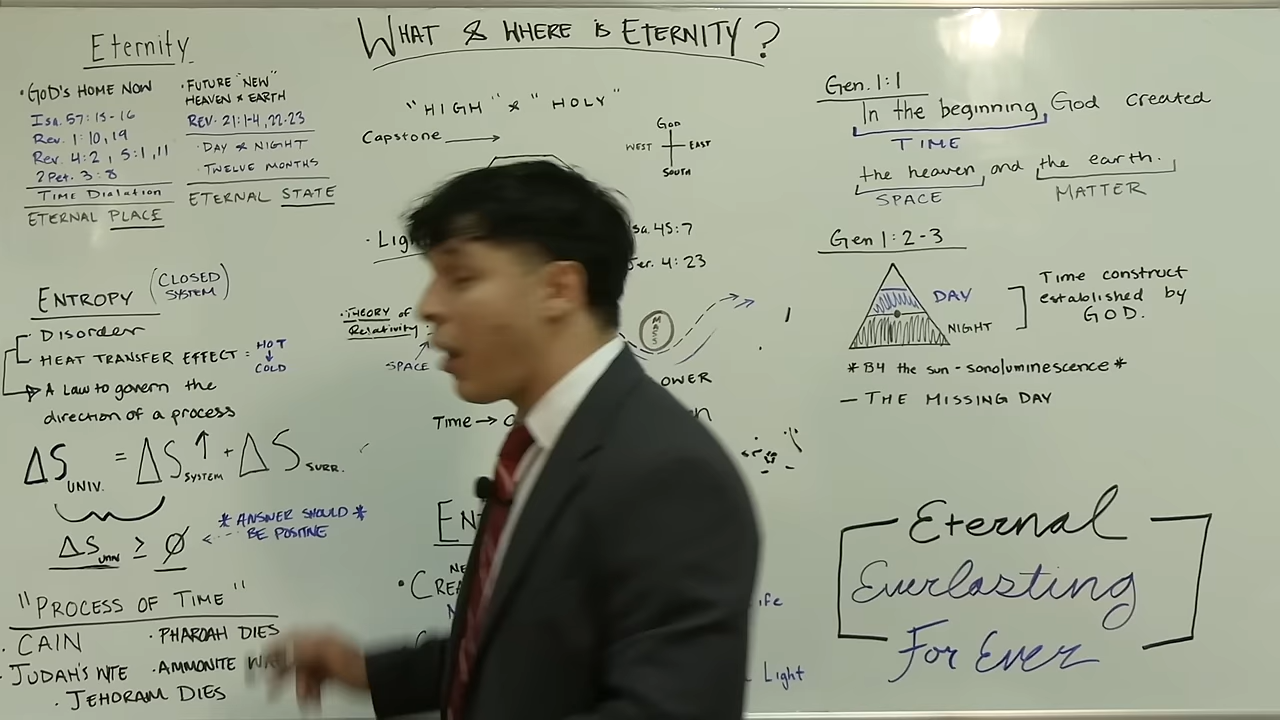 WHAT & WHERE IS ETERNITY?
Eternity
• GOD'S HOME NOW
Isa. 57:15-16
Rev. 1:10, 19
Rev. 4:2, 5:1, 11
2 Pet. 3:8
TIME DIALATION
ETERNAL PLACE
• FUTURE "NEW"
HEAVEN & EARTH
REV. 21:1-4, 22-23
• DAY & NIGHT
• TWELVE MONTHS
ETERNAL STATE
ENTROPY (CLOSED
SYSTEM)
• DISORDER
• HEAT TRANSFER EFFECT = HOT
↓
COLD
A LAW to govern the
direction of a process
ΔS UNIV. = ΔS SYSTEM ↑ + ΔS SURR.
ΔS UNIV ≥ Ø
* ANSWER SHOULD *
BE POSITIVE
"PROCESS OF TIME"
• CAIN
• PHAROAH DIES
• JUDAH'S WIFE
• AMMONITE
• JEHORAM DIES
"HIGH" & "HOLY"
Capstone →
GOD
WEST EAST
SOUTH
• Lig
sa. 45:7
er. 4:23
• THEORY of
Relativity:
SPACE
MASS
OWER
Time →
EN
NE
• CREA
ife
Light
Gen. 1:1
In the beginning, God created
TIME
the heaven, and the earth.
SPACE MATTER
Gen 1:2-3
DAY
NIGHT
Time construct
established by
GOD.
* B4 the sun - sonoluminescence *
— THE MISSING DAY
Eternal
Everlasting
For Ever